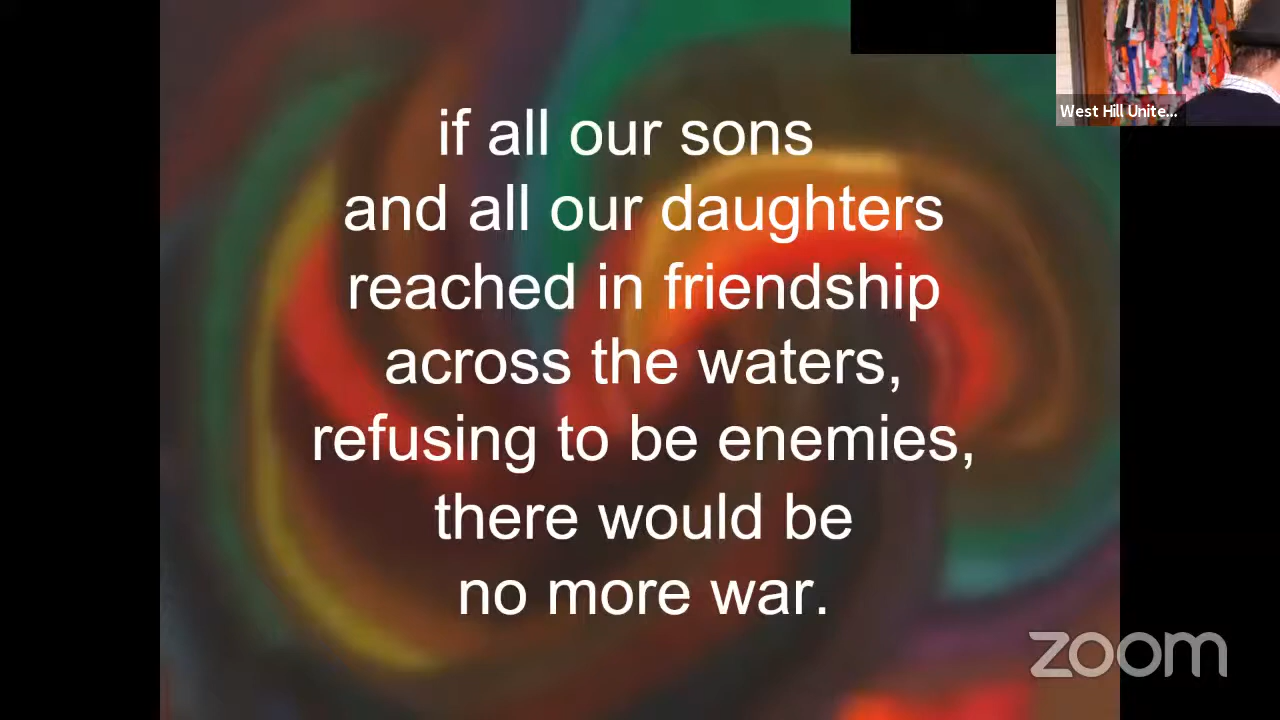 West Hill Unite...
if all our sons
and all our daughters
reached in friendship
across the waters,
refusing to be enemies,
there would be
no more war.
zoom